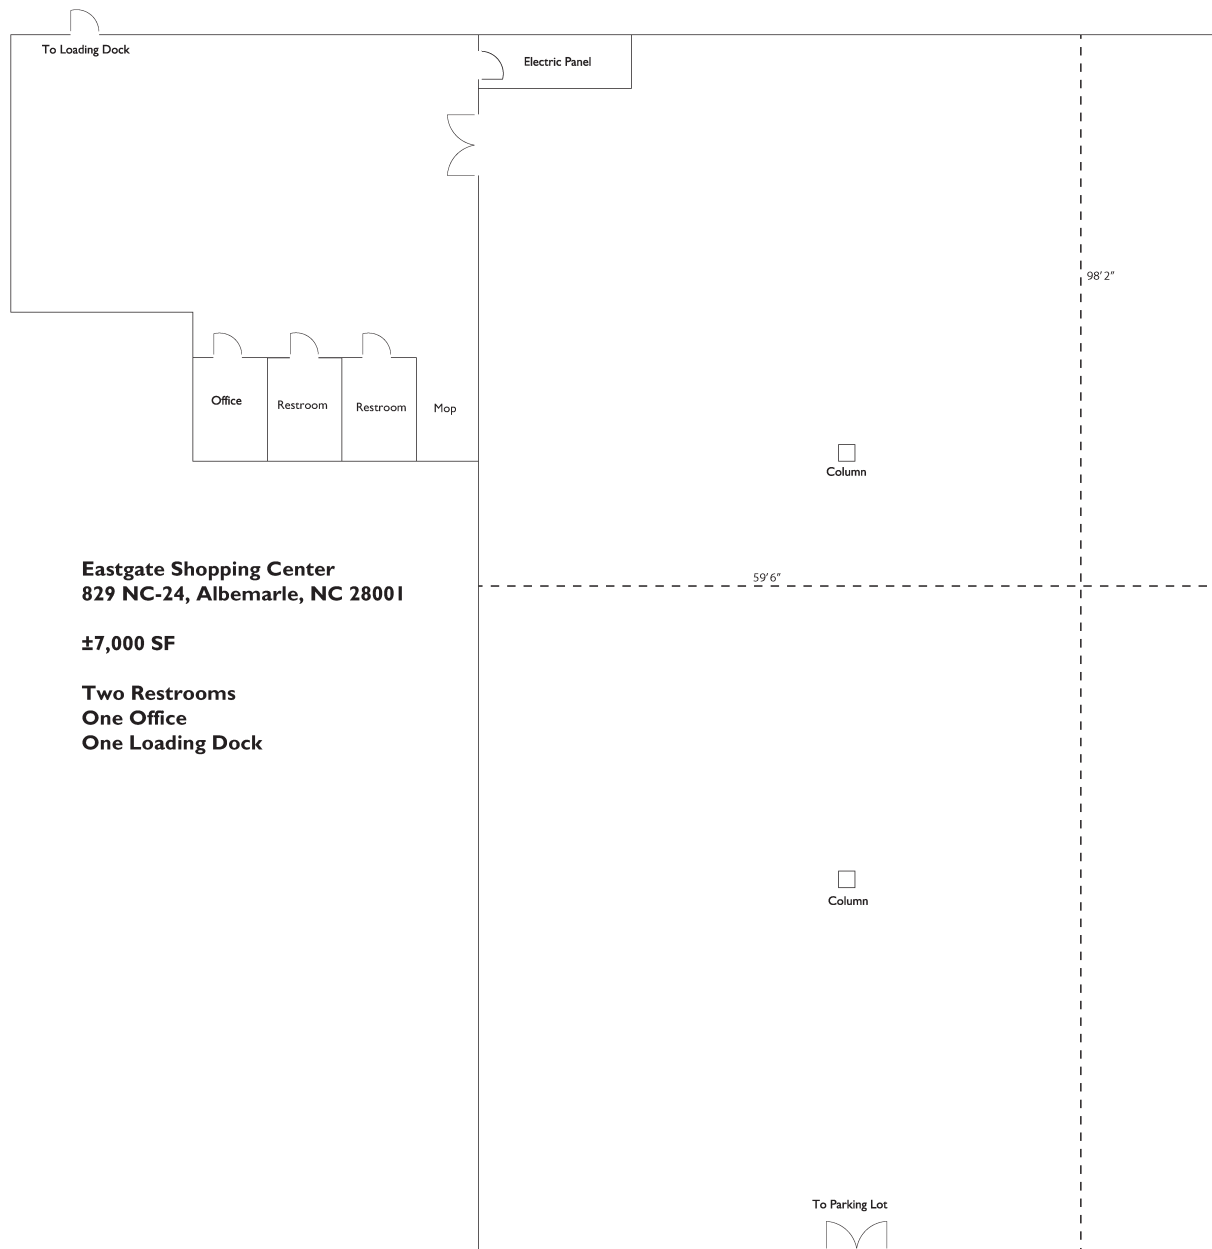 To Loading Dock
Electric Panel
98’2”
Office
Restroom
Restroom
Mop
Column
Eastgate Shopping Center
829 NC-24, Albemarle, NC 28001
59’6”
±7,000 SF
Two Restrooms
One Office
One Loading Dock
Column
To Parking Lot